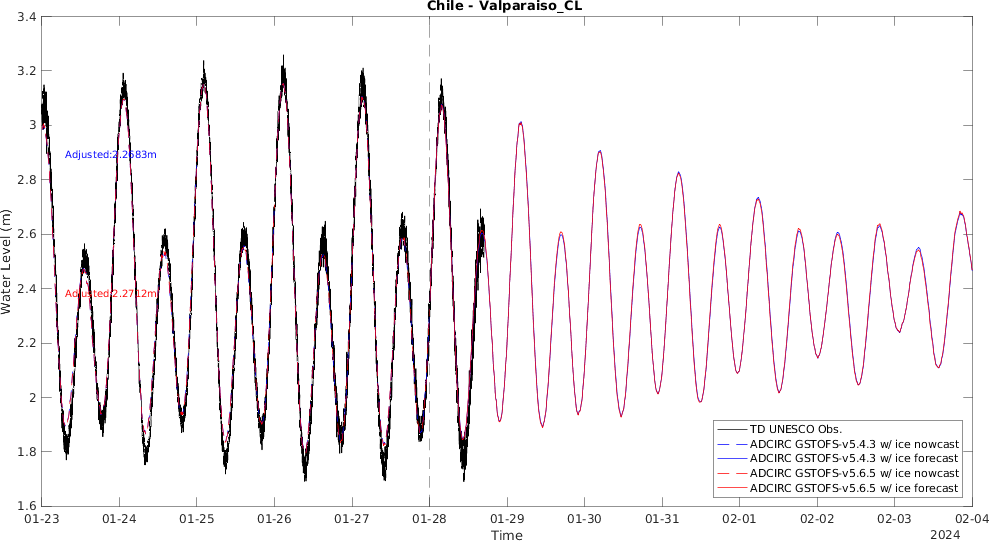 Chile - Valparaiso_CL
3.4
3.2
3
2.8
2.6
2.4
2.2
2
1.8
1.6
Water Level (m)
Adjusted:2.2683m
Adjusted:2.2712m
TD UNESCO Obs.
ADCIRC GSTOFS-v5.4.3 w/ ice nowcast
ADCIRC GSTOFS-v5.4.3 w/ ice forecast
ADCIRC GSTOFS-v5.6.5 w/ ice nowcast
ADCIRC GSTOFS-v5.6.5 w/ ice forecast
01-23 01-24 01-25 01-26 01-27 01-28 01-29 01-30 01-31 02-01 02-02 02-03 02-04
Time
2024